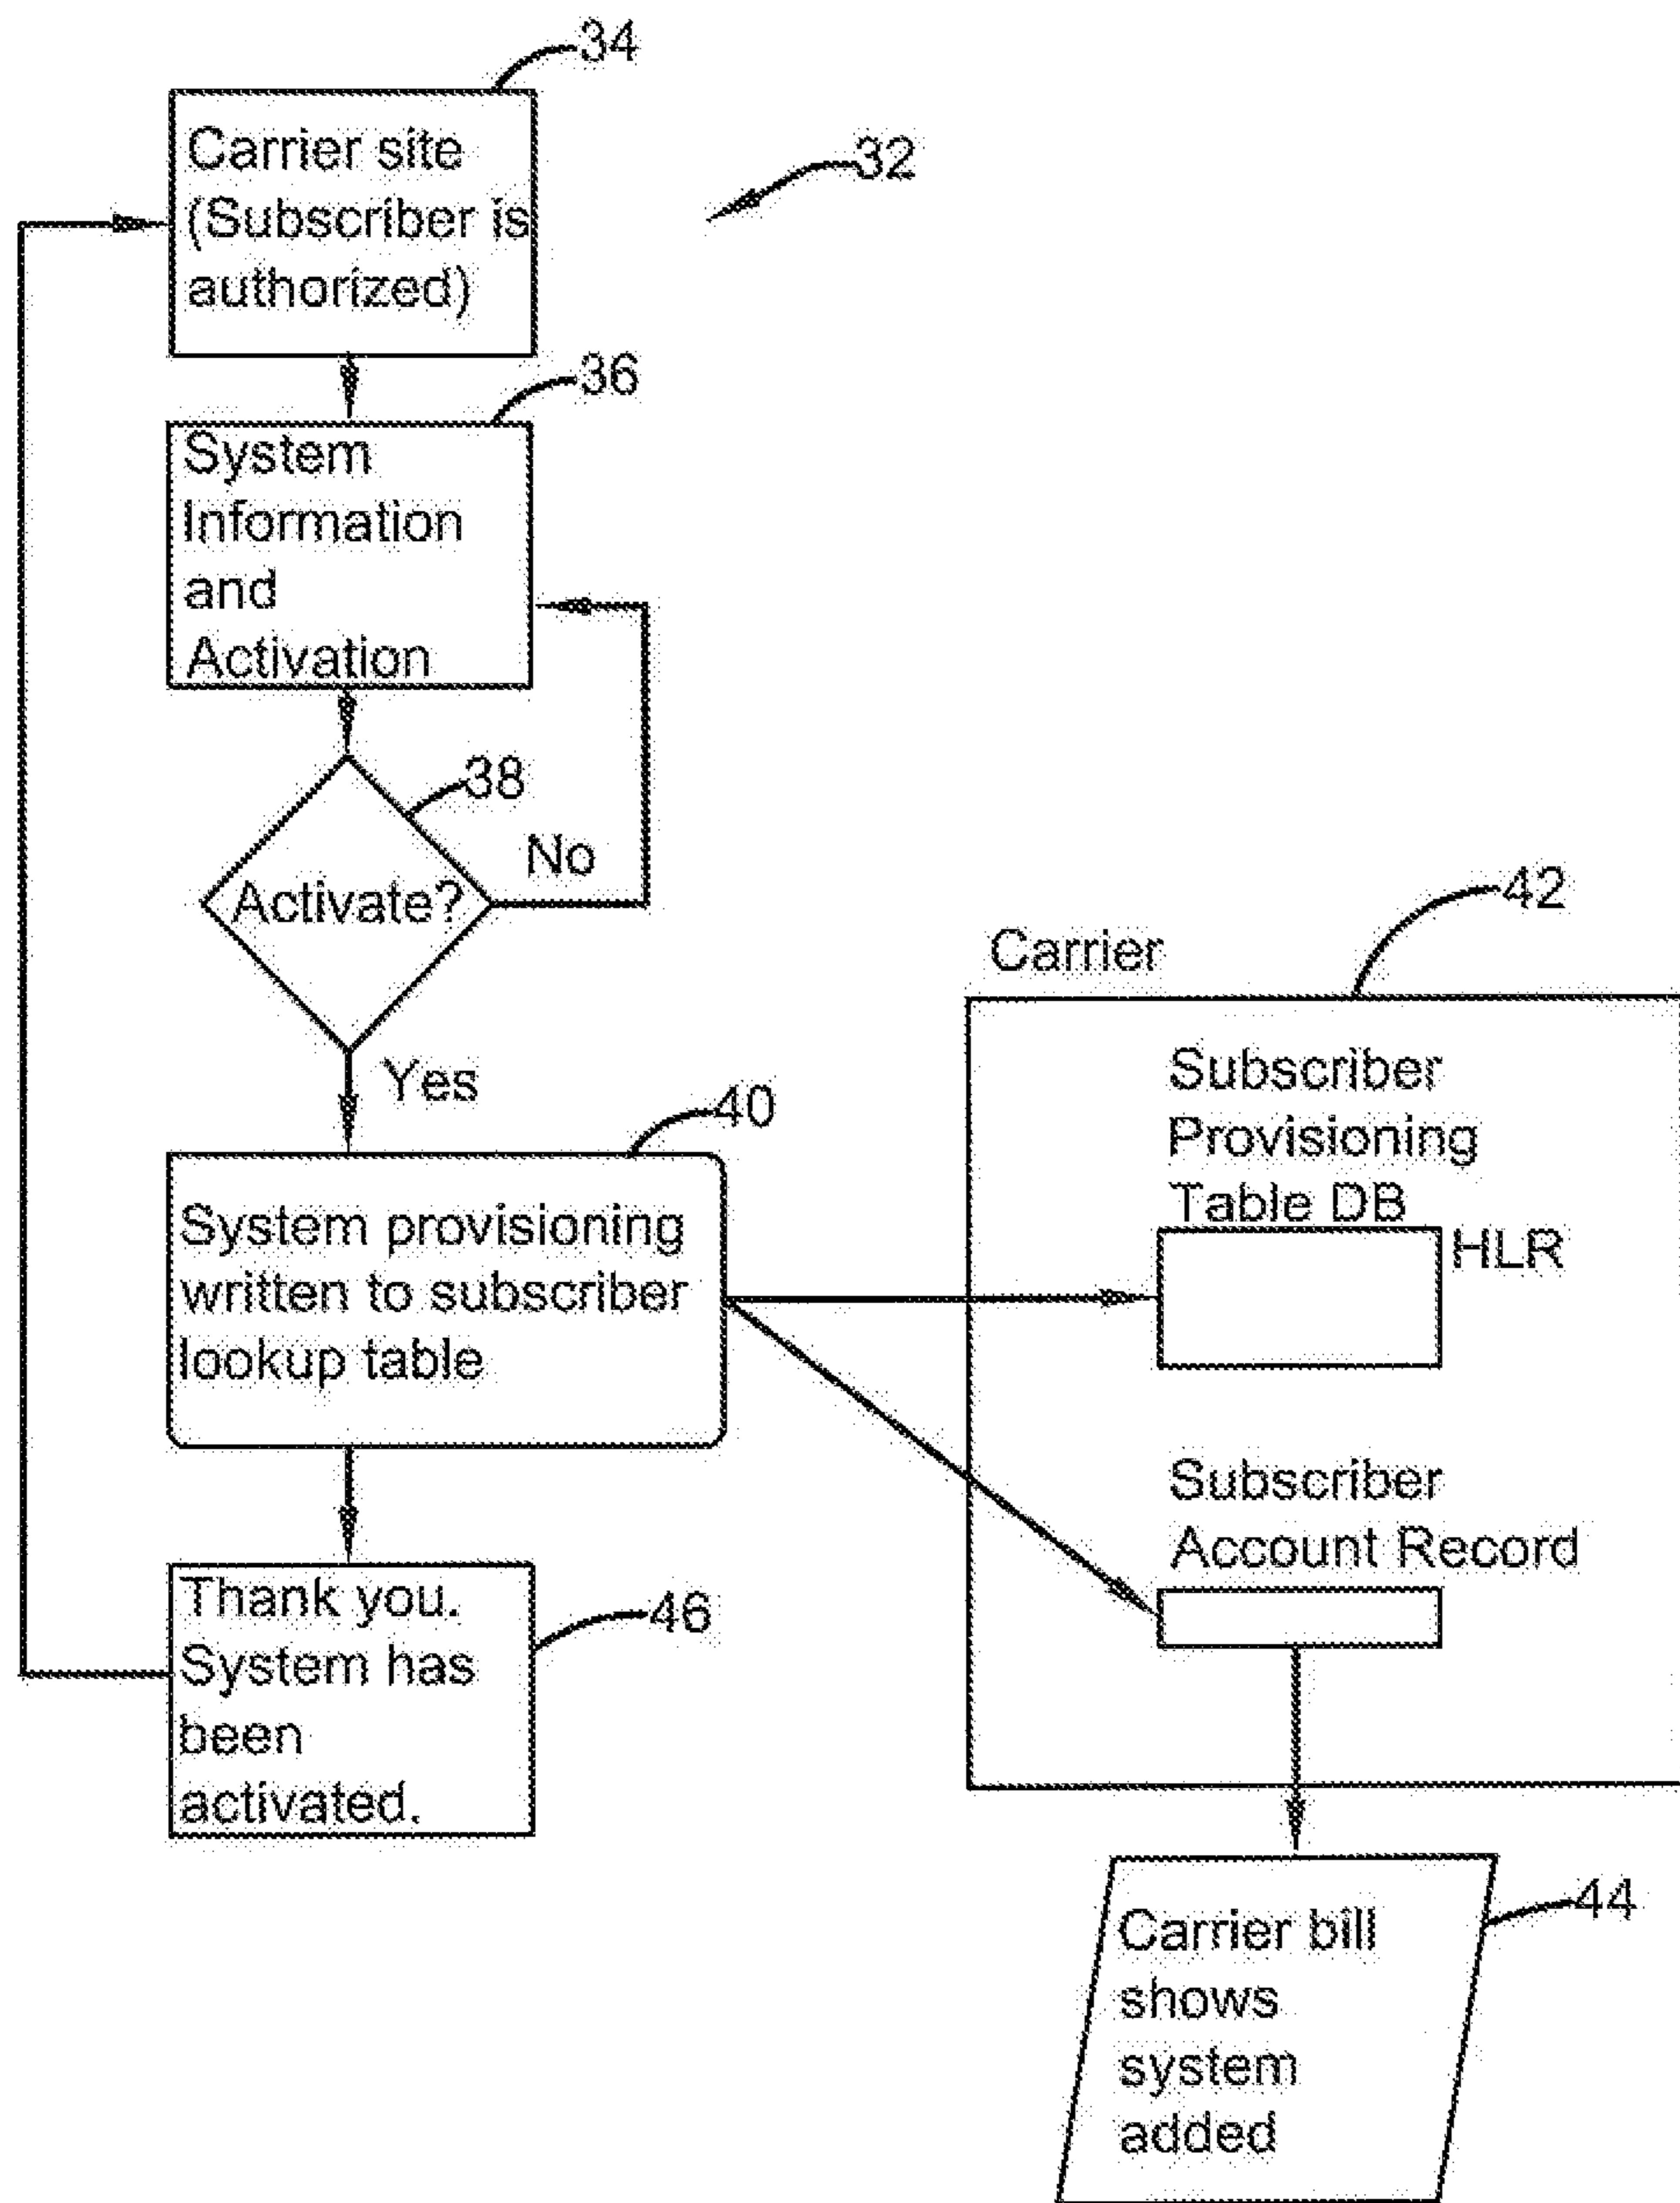 34
Carrier site
(Subscriber is
authorized)
32
36
System
Information
and
Activation
38
No
Activate?
Yes
40
System provisioning
written to subscriber
lookup table
46
Thank you.
System has
been
activated.
42
Carrier
Subscriber
Provisioning
Table DB
HLR
Subscriber
Account Record
44
Carrier bill
shows
system
added